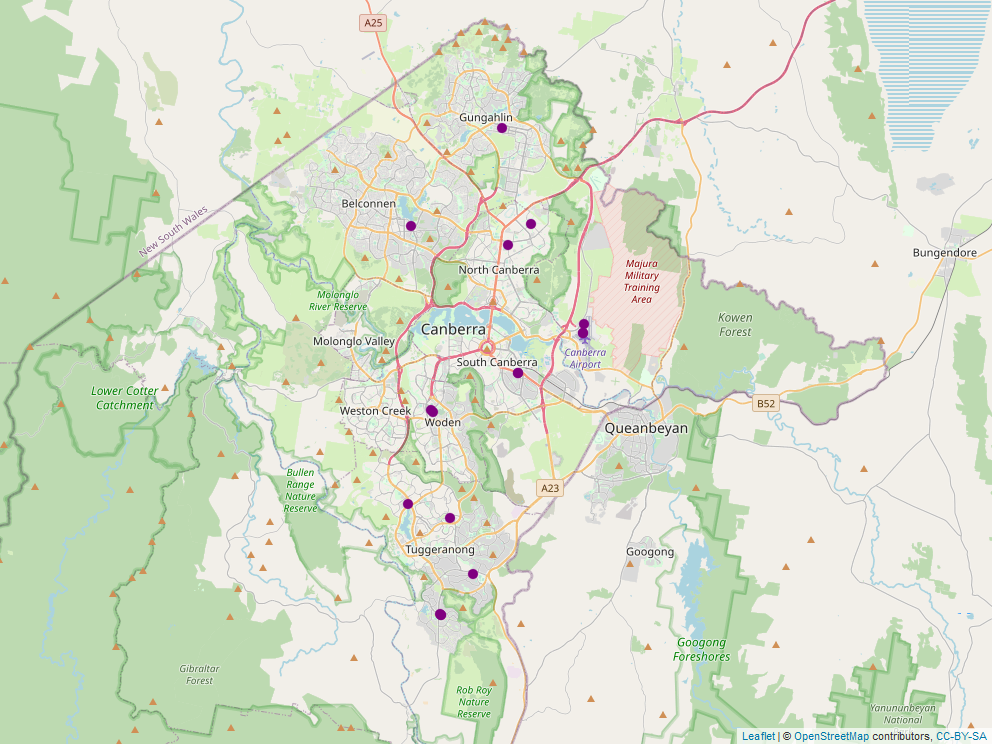 A25
Gungahlin
Belconnen
New South Wales
Bungendore
North Canberra
Majura
Military
Training
Area
Molonglo
River Reserve
Kowen
Forest
Canberra
Molonglo Valley
Canberra
Airport
South Canberra
Lower Cotter
Catchment
Weston Creek
B52
Woden
Queanbeyan
Bullen
Range
Nature
Reserve
A23
Tuggeranong
Googong
Googong
Foreshores
Gibraltar
Forest
Rob Roy
Nature
Reserve
Yanununbeyan
National
Leaflet | © OpenStreetMap contributors, CC-BY-SA